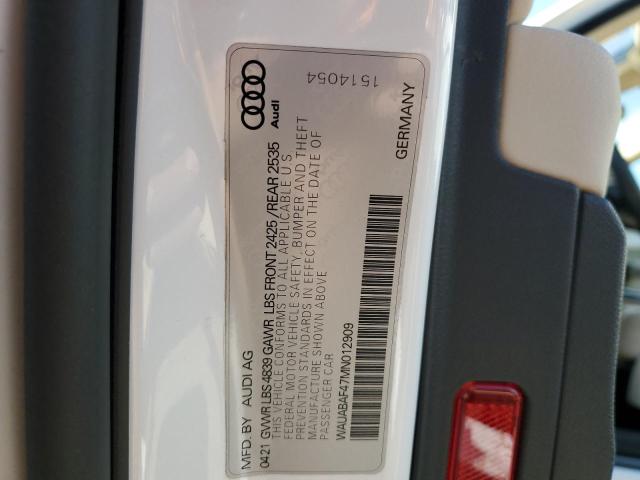 Audi
1514054
MFD. BY AUDI AG
0421 GVWR LBS 4839 GAWR LBS FRONT 2425 / REAR 2535
THIS VEHICLE CONFORMS TO ALL APPLICABLE U S
FEDERAL MOTOR VEHICLE SAFETY, BUMPER AND THEFT
PREVENTION STANDARDS IN EFFECT ON THE DATE OF
MANUFACTURE SHOWN ABOVE
PASSENGER CAR
WAUABAF47MN012909
GERMANY